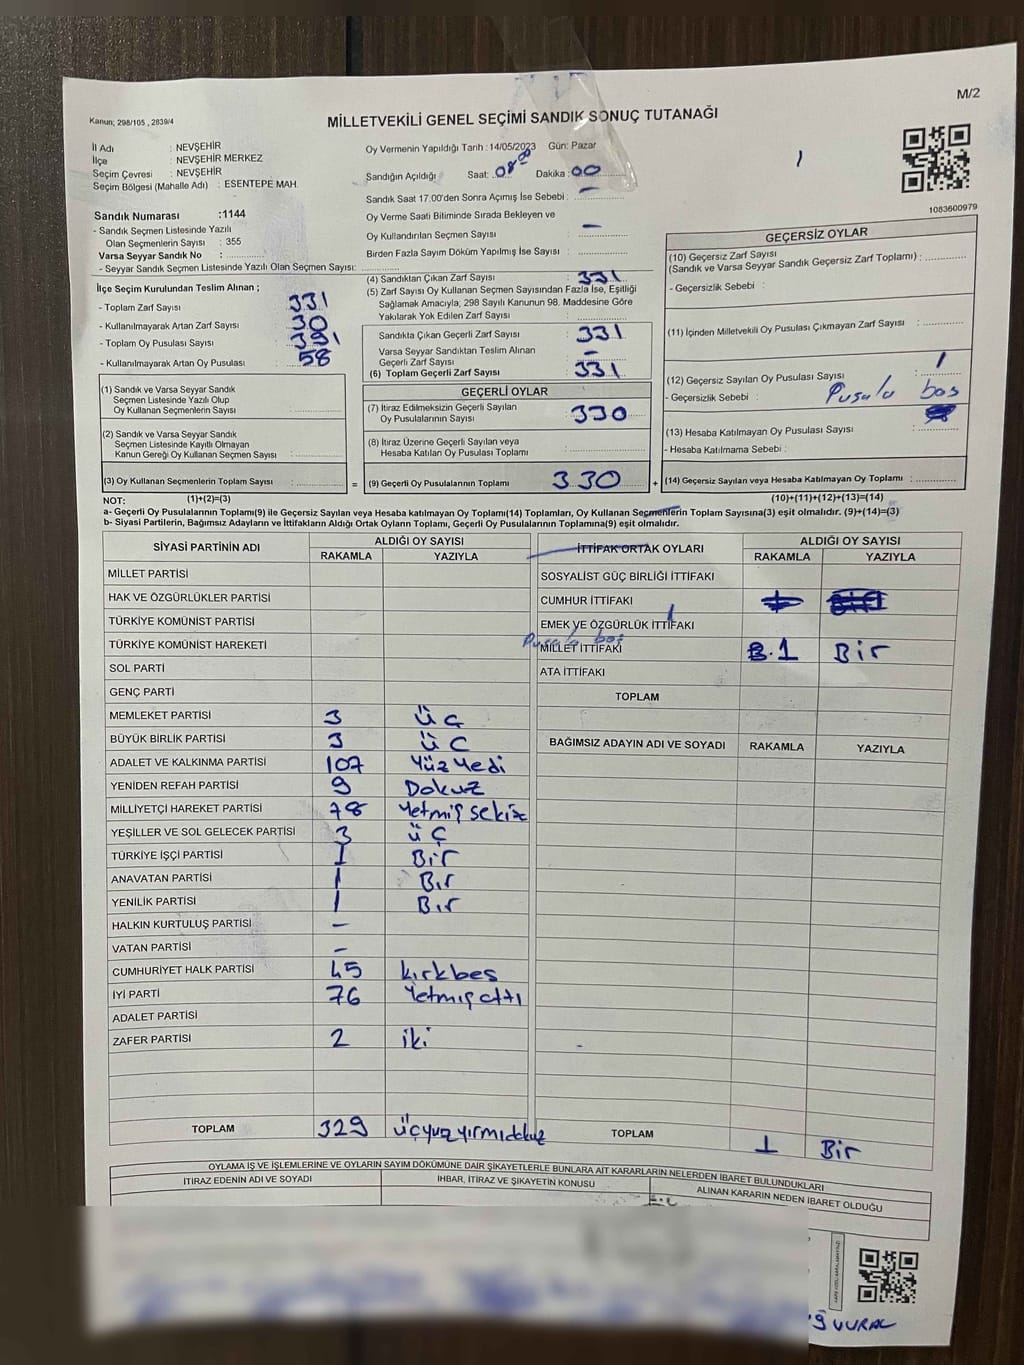 M/2
Kanun; 298/105 , 2839/4
MİLLETVEKİLİ GENEL SEÇİMİ SANDIK SONUÇ TUTANAĞI
İl Adı : NEVŞEHİR
İlçe : NEVŞEHİR MERKEZ
Seçim Çevresi : NEVŞEHİR
Seçim Bölgesi (Mahalle Adı) : ESENTEPE MAH.
Sandık Numarası :1144
- Sandık Seçmen Listesinde Yazılı
Olan Seçmenlerin Sayısı : 355
Varsa Seyyar Sandık No :
- Seyyar Sandık Seçmen Listesinde Yazılı Olan Seçmen Sayısı:
İlçe Seçim Kurulundan Teslim Alınan ;
- Toplam Zarf Sayısı : 331
- Kullanılmayarak Artan Zarf Sayısı : 30
- Toplam Oy Pusulası Sayısı : 391
- Kullanılmayarak Artan Oy Pusulası : 58
(1) Sandık ve Varsa Seyyar Sandık
Seçmen Listesinde Yazılı Olup
Oy Kullanan Seçmenlerin Sayısı :
(2) Sandık ve Varsa Seyyar Sandık
Seçmen Listesinde Kayıtlı Olmayan
Kanun Gereği Oy Kullanan Seçmen Sayısı :
(3) Oy Kullanan Seçmenlerin Toplam Sayısı :
Oy Vermenin Yapıldığı Tarih : 14/05/2023 Gün: Pazar
Sandığın Açıldığı Saat: 08 00 Dakika : 00
Sandık Saat 17.00'den Sonra Açımış İse Sebebi : -
Oy Verme Saati Bitiminde Sırada Bekleyen ve
Oy Kullandırılan Seçmen Sayısı : -
Birden Fazla Sayım Döküm Yapılmış İse Sayısı :
(4) Sandıktan Çıkan Zarf Sayısı : 331
(5) Zarf Sayısı Oy Kullanan Seçmen Sayısından Fazla İse, Eşitliği
Sağlamak Amacıyla, 298 Sayılı Kanunun 98. Maddesine Göre
Yakılarak Yok Edilen Zarf Sayısı :
Sandıkta Çıkan Geçerli Zarf Sayısı : 331
Varsa Seyyar Sandıktan Teslim Alınan
Geçerli Zarf Sayısı : -
(6) Toplam Geçerli Zarf Sayısı : 331
GEÇERLİ OYLAR
(7) İtiraz Edilmeksizin Geçerli Sayılan
Oy Pusulalarının Sayısı : 330
(8) İtiraz Üzerine Geçerli Sayılan veya
Hesaba Katılan Oy Pusulası Toplamı :
= (9) Geçerli Oy Pusulalarının Toplamı : 330 +
1083600979
GEÇERSİZ OYLAR
(10) Geçersiz Zarf Sayısı
(Sandık ve Varsa Seyyar Sandık Geçersiz Zarf Toplamı) :
- Geçersizlik Sebebi :
(11) İçinden Milletvekili Oy Pusulası Çıkmayan Zarf Sayısı :
(12) Geçersiz Sayılan Oy Pusulası Sayısı : 1
- Geçersizlik Sebebi : Pusula boş
(13) Hesaba Katılmayan Oy Pusulası Sayısı :
- Hesaba Katılmama Sebebi :
(14) Geçersiz Sayılan veya Hesaba Katılmayan Oy Toplamı :
NOT: (1)+(2)=(3) (10)+(11)+(12)+(13)=(14)
a- Geçerli Oy Pusulalarının Toplamı(9) ile Geçersiz Sayılan veya Hesaba katılmayan Oy Toplamı(14) Toplamları, Oy Kullanan Seçmenlerin Toplam Sayısına(3) eşit olmalıdır. (9)+(14)=(3)
b- Siyasi Partilerin, Bağımsız Adayların ve İttifakların Aldığı Ortak Oyların Toplamı, Geçerli Oy Pusulalarının Toplamına(9) eşit olmalıdır.
SİYASİ PARTİNİN ADI ALDIĞI OY SAYISI
RAKAMLA YAZIYLA
MİLLET PARTİSİ
HAK VE ÖZGÜRLÜKLER PARTİSİ
TÜRKİYE KOMÜNİST PARTİSİ
TÜRKİYE KOMÜNİST HAREKETİ
SOL PARTİ
GENÇ PARTİ
MEMLEKET PARTİSİ 3 üç
BÜYÜK BİRLİK PARTİSİ 3 üc
ADALET VE KALKINMA PARTİSİ 107 Yüzyedi
YENİDEN REFAH PARTİSİ 9 Dokuz
MİLLİYETÇİ HAREKET PARTİSİ 78 Yetmiş sekiz
YEŞİLLER VE SOL GELECEK PARTİSİ 3 üç
TÜRKİYE İŞÇİ PARTİSİ 1 Bir
ANAVATAN PARTİSİ 1 Bır
YENİLİK PARTİSİ 1 Bır
HALKIN KURTULUŞ PARTİSİ -
VATAN PARTİSİ -
CUMHURİYET HALK PARTİSİ 45 kırkbes
İYİ PARTİ 76 Yetmişattı
ADALET PARTİSİ
ZAFER PARTİSİ 2 iki
TOPLAM 329 üçyuzyırmıdokuz
İTTİFAK ORTAK OYLARI ALDIĞI OY SAYISI
RAKAMLA YAZIYLA
SOSYALİST GÜÇ BİRLİĞİ İTTİFAKI
CUMHUR İTTİFAKI
EMEK VE ÖZGÜRLÜK İTTİFAKI
Pusula boş
MİLLET İTTİFAKI 1 Bir
ATA İTTİFAKI
TOPLAM
BAĞIMSIZ ADAYIN ADI VE SOYADI RAKAMLA YAZIYLA
TOPLAM 1 Bir
OYLAMA İŞ VE İŞLEMLERİNE VE OYLARIN SAYIM DÖKÜMÜNE DAİR ŞİKAYETLERLE BUNLARA AİT KARARLARIN NELERDEN İBARET BULUNDUKLARI
İTİRAZ EDENİN ADI VE SOYADI İHBAR, İTİRAZ VE ŞİKAYETİN KONUSU ALINAN KARARIN NEDEN İBARET OLDUĞU
VURAL